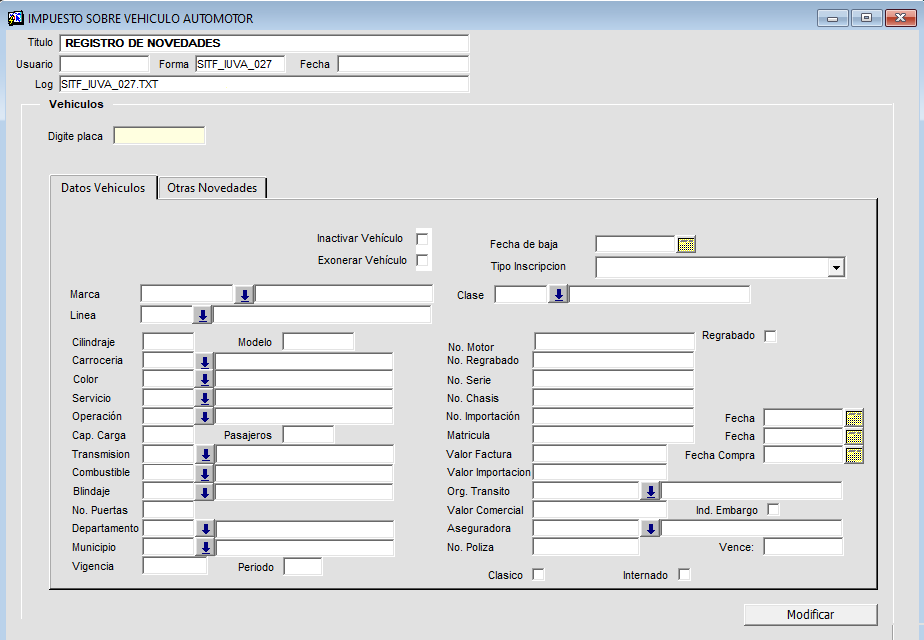 IMPUESTO SOBRE VEHICULO AUTOMOTOR
Titulo REGISTRO DE NOVEDADES
Usuario Forma SITF_IUVA_027 Fecha
Log SITF_IUVA_027.TXT
Vehiculos
Digite placa
Datos Vehiculos Otras Novedades
Inactivar Vehículo Fecha de baja
Exonerar Vehículo Tipo Inscripcion
Marca Clase
Linea
Cilindraje Modelo No. Motor Regrabado
Carroceria No. Regrabado
Color No. Serie
Servicio No. Chasis
Operación No. Importación Fecha
Cap. Carga Pasajeros Matricula Fecha
Transmision Valor Factura Fecha Compra
Combustible Valor Importacion
Blindaje Org. Transito
No. Puertas Valor Comercial Ind. Embargo
Departamento Aseguradora
Municipio No. Poliza Vence:
Vigencia Periodo Clasico Internado
Modificar